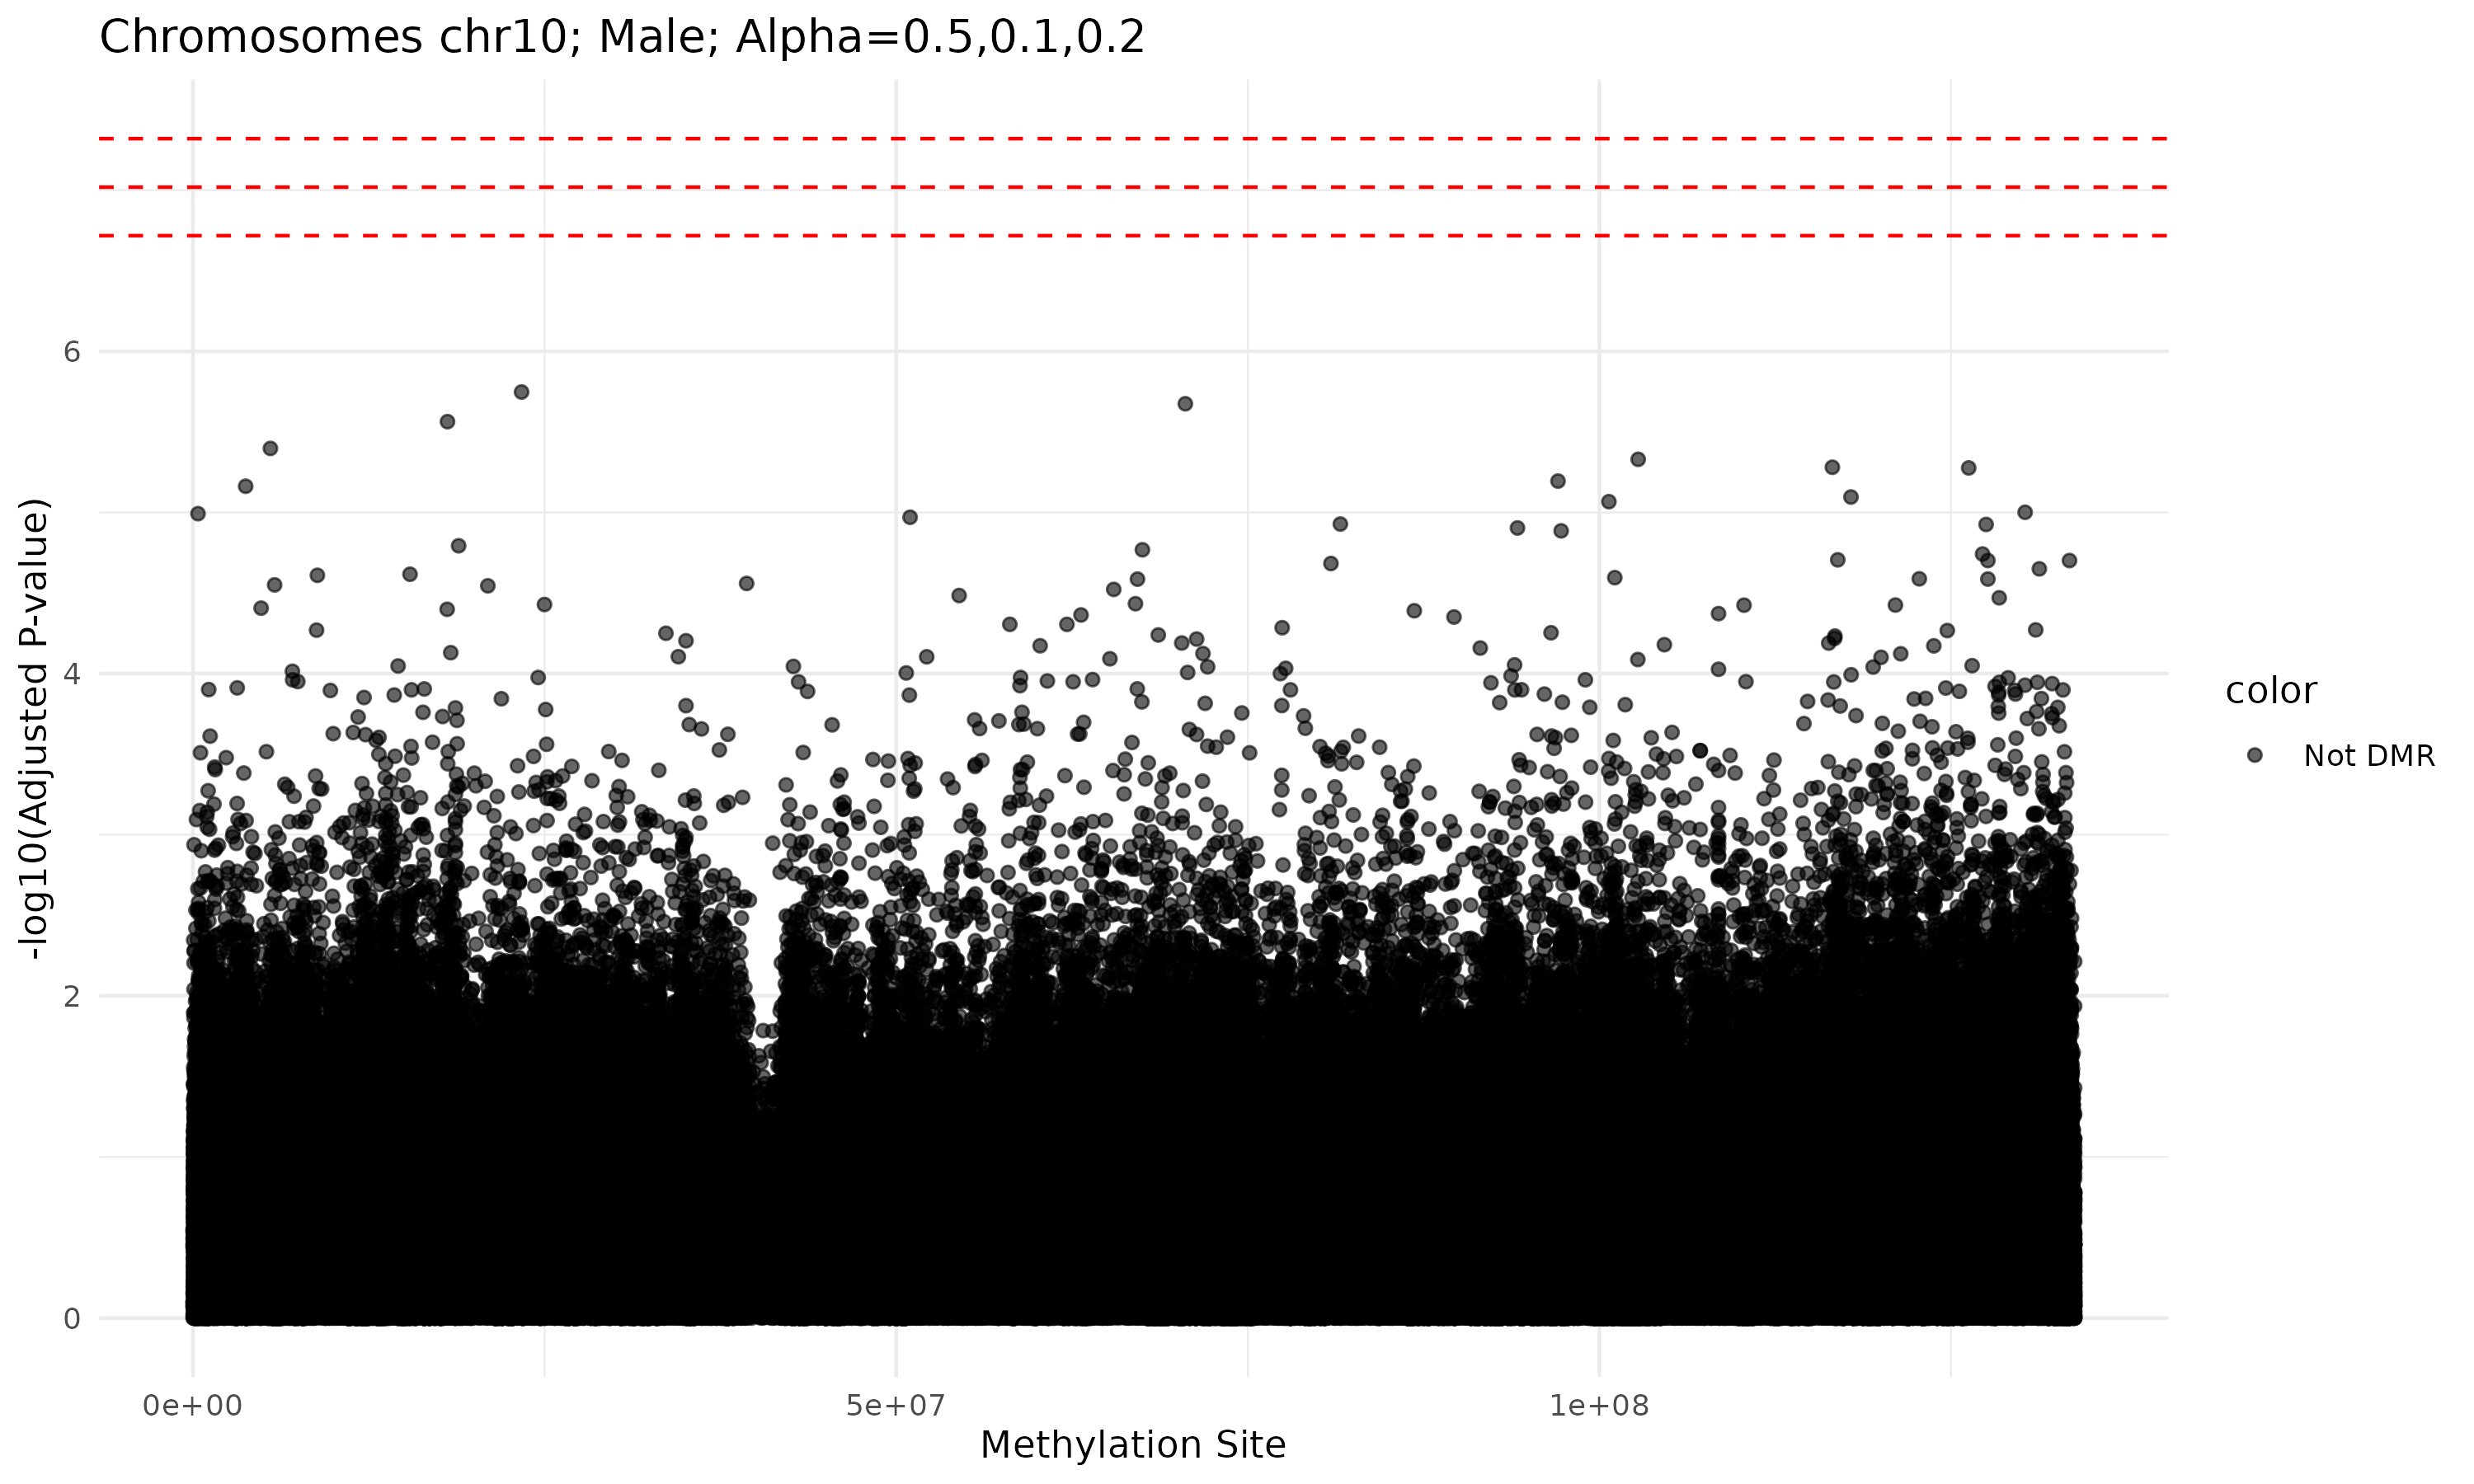 Chromosomes chr10; Male; Alpha=0.5,0.1,0.2
-log10(Adjusted P-value)
6
4
2
0
0e+00
5e+07
1e+08
Methylation Site
color
Not DMR